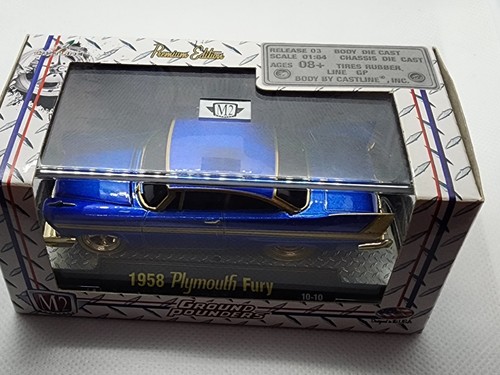 Premium Edition
RELEASE 03 BODY DIE CAST
SCALE 01:64 CHASSIS DIE CAST
AGES 08+ TIRES RUBBER
LINE GP
BODY BY CASTLINE®, INC.
M2
1958 Plymouth Fury
10-10
M2
GROUND
POUNDERS